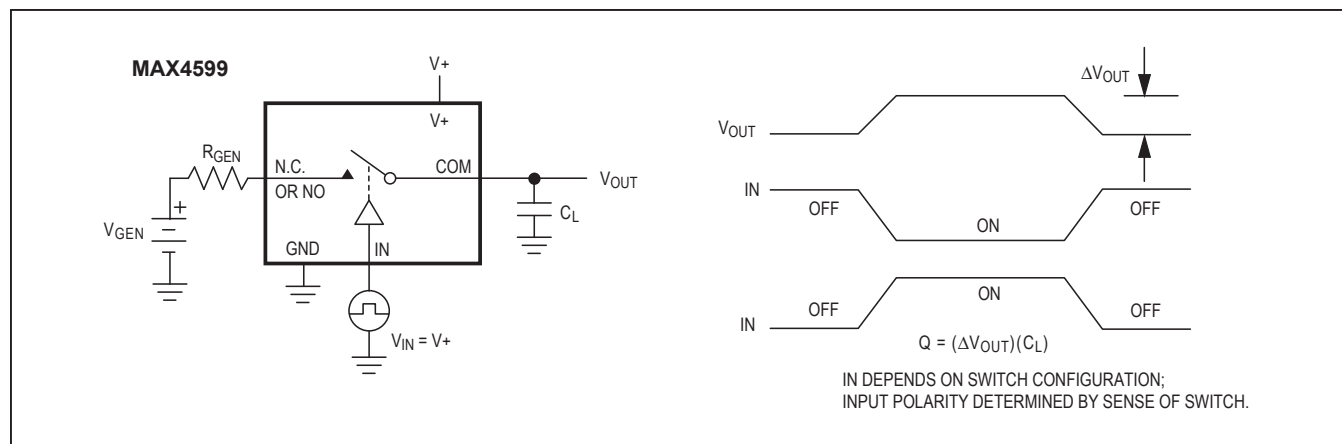 MAX4599
V+
V+
RGEN
N.C.
OR NO
COM
VOUT
CL
VGEN
+
GND
IN
VIN = V+
ΔVOUT
VOUT
IN
OFF
ON
OFF
IN
OFF
ON
OFF
Q = (ΔVOUT)(CL)
IN DEPENDS ON SWITCH CONFIGURATION;
INPUT POLARITY DETERMINED BY SENSE OF SWITCH.